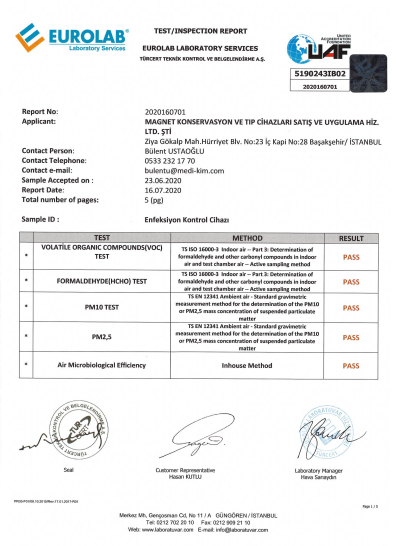 EUROLAB®
Laboratory Services
TEST/INSPECTION REPORT
EUROLAB LABORATORY SERVICES
TÜRCERT TEKNİK KONTROL VE BELGELENDİRME A.Ş.
UAF
UNITED
ACCREDITATION
FOUNDATION
5190243IB02
2020160701
Report No: 2020160701
Applicant: MAGNET KONSERVASYON VE TIP CİHAZLARI SATIŞ VE UYGULAMA HİZ.
LTD. ŞTİ
Ziya Gökalp Mah.Hürriyet Blv. No:23 İç Kapi No:28 Başakşehir/ İSTANBUL
Contact Person: Bülent USTAOĞLU
Contact Telephone: 0533 232 17 70
Contact e-mail: bulentu@medi-kim.com
Sample Accepted on : 23.06.2020
Report Date: 16.07.2020
Total number of pages: 5 (pg)
Sample ID : Enfeksiyon Kontrol Cihazı
TEST METHOD RESULT
* VOLATİLE ORGANIC COMPOUNDS(VOC) TEST TS ISO 16000-3 Indoor air -- Part 3: Determination of
formaldehyde and other carbonyl compounds in indoor
air and test chamber air -- Active sampling method PASS
* FORMALDEHYDE(HCHO) TEST TS ISO 16000-3 Indoor air -- Part 3: Determination of
formaldehyde and other carbonyl compounds in indoor
air and test chamber air -- Active sampling method PASS
* PM10 TEST TS EN 12341 Ambient air - Standard gravimetric
measurement method for the determination of the PM10
or PM2,5 mass concentration of suspended particulate
matter PASS
* PM2,5 TS EN 12341 Ambient air - Standard gravimetric
measurement method for the determination of the PM10
or PM2,5 mass concentration of suspended particulate
matter PASS
* Air Microbiological Efficiency Inhouse Method PASS
Seal
Customer Representative
Hasan KUTLU
Laboratory Manager
Hava Sanaydın
Page 1 / 5
Merkez Mh, Gençosman Cd, No 11 / A GÜNGÖREN / İSTANBUL
Tel: 0212 702 20 10 Fax: 0212 909 21 10
Web: www.laboratuvar.com E-mail: info@laboratuvar.com